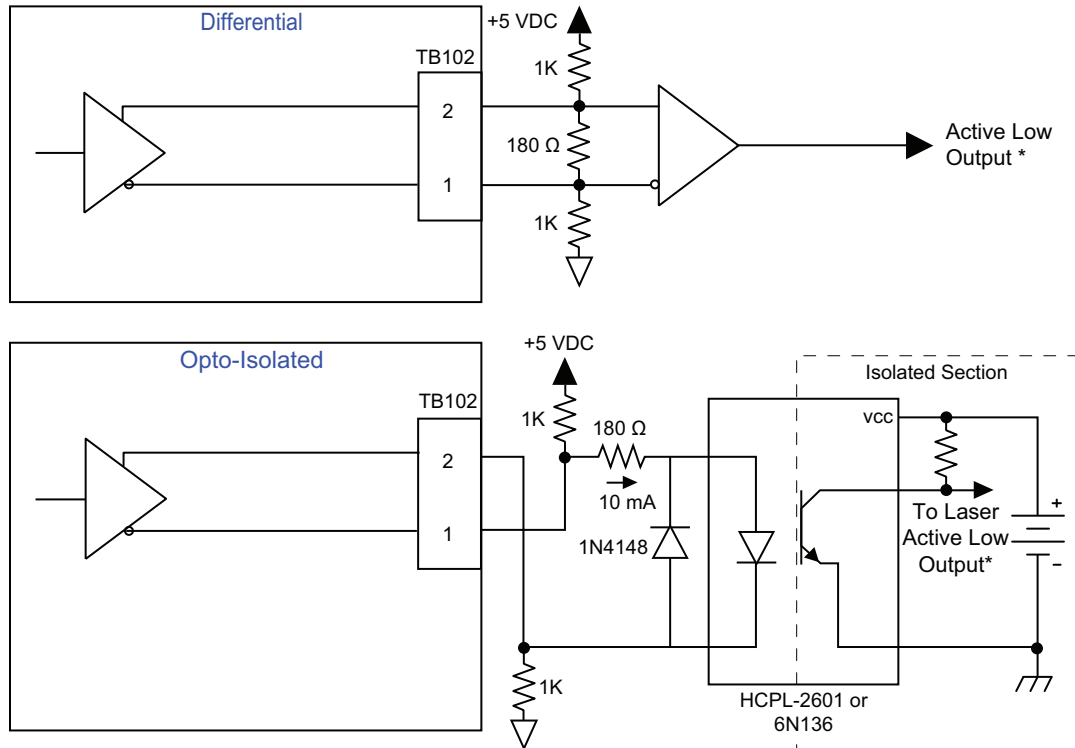 Differential
+5 VDC
TB102
1K
2
180 Ω
1
1K
Active Low
Output *
Opto-Isolated
+5 VDC
Isolated Section
TB102
1K
180 Ω
vcc
2
10 mA
1
1N4148
To Laser
Active Low
Output*
+
−
1K
HCPL-2601 or
6N136